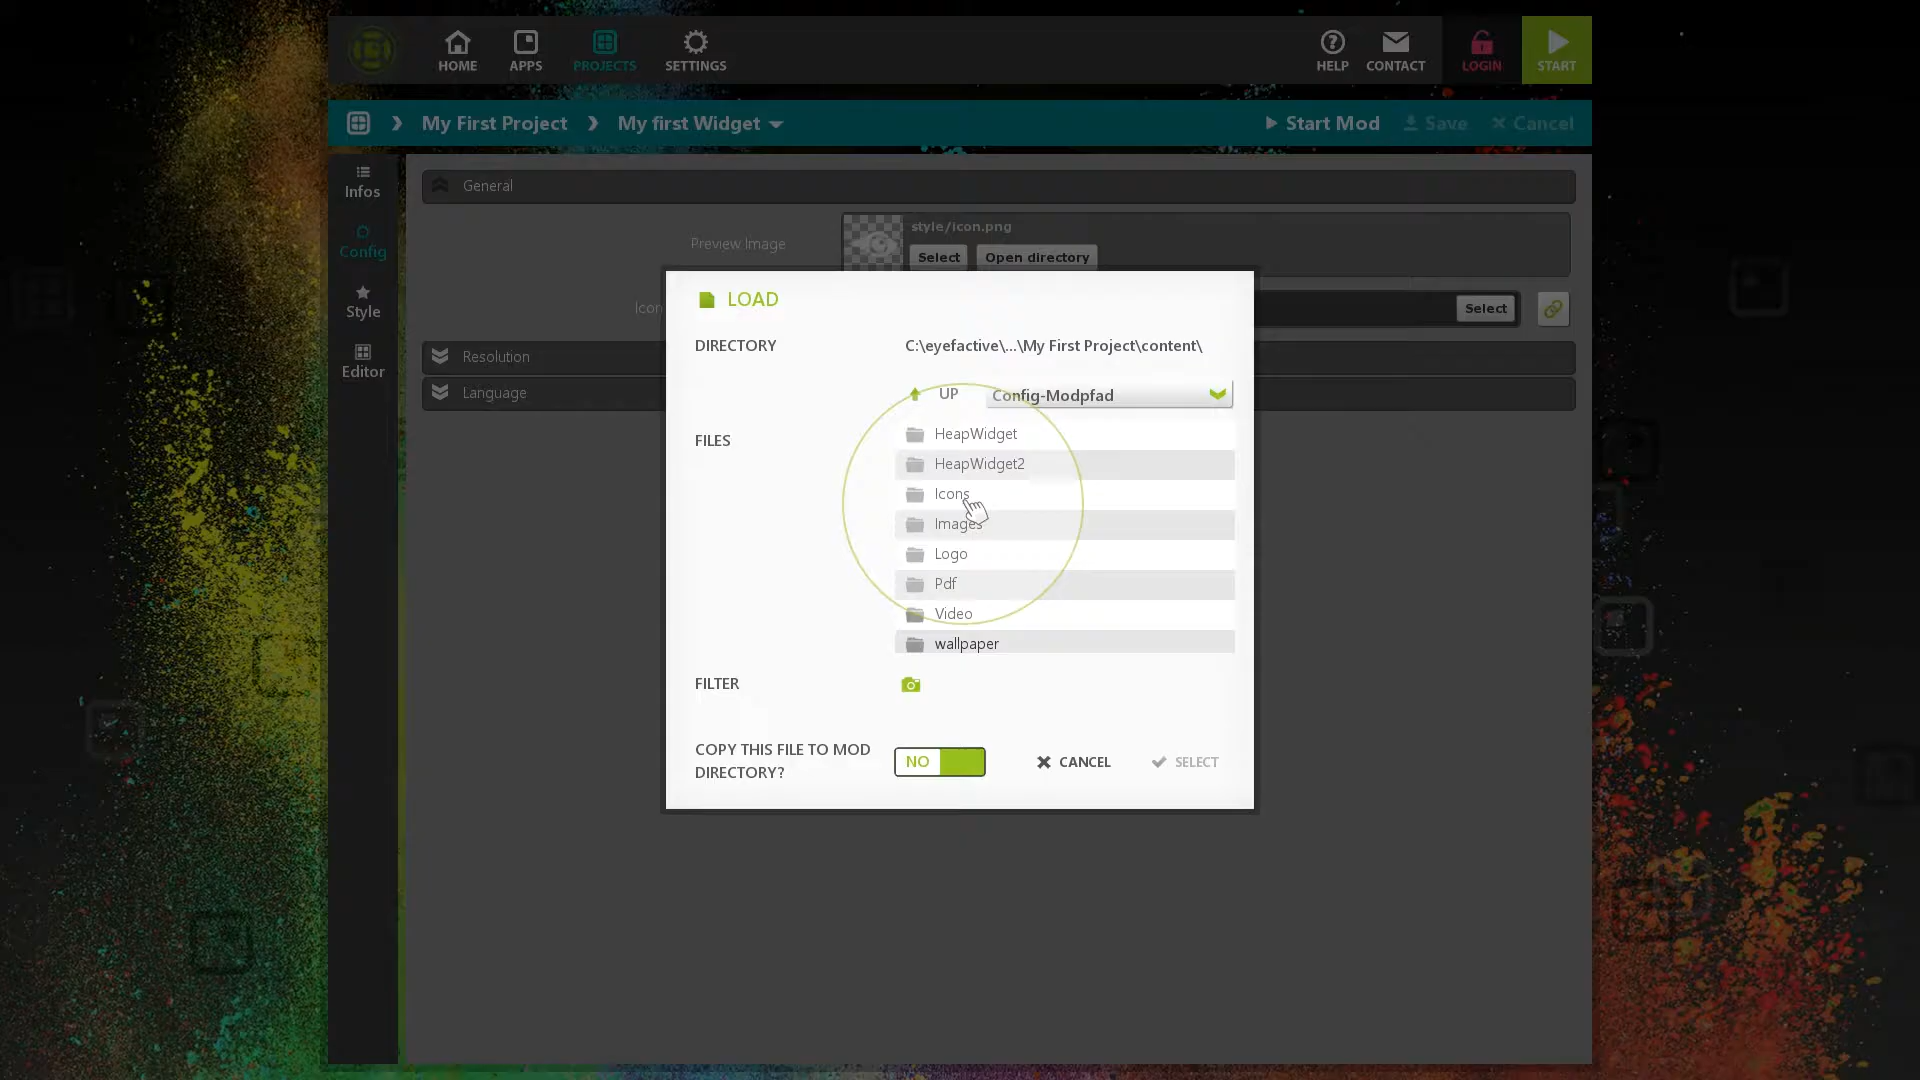 HOME
APPS
PROJECTS
SETTINGS
HELP
CONTACT
LOGIN
START
My First Project
My first Widget
Start Mod
Save
Cancel
Infos
Config
Style
Editor
General
Preview Image
style/icon.png
Select
Open directory
Icon
Select
Resolution
Language
LOAD
DIRECTORY
C:\eyefactive\...\My First Project\content\
UP
Config-Modpfad
FILES
HeapWidget
HeapWidget2
Icons
Images
Logo
Pdf
Video
wallpaper
FILTER
COPY THIS FILE TO MOD
DIRECTORY?
NO
CANCEL
SELECT